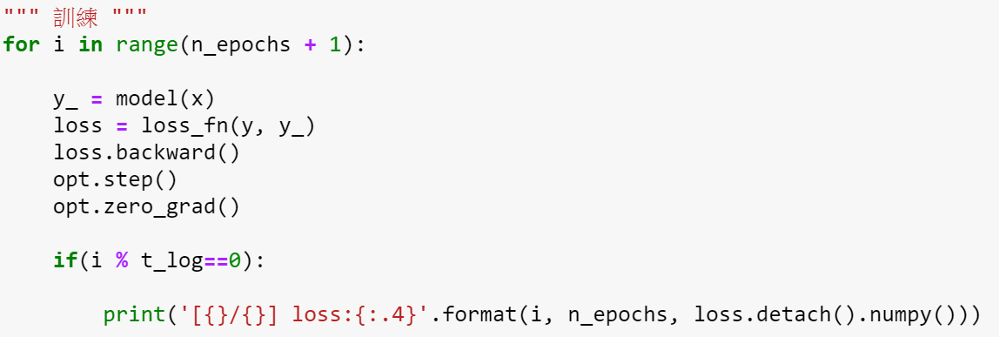 """ 訓練 """
for i in range(n_epochs + 1):
y_ = model(x)
loss = loss_fn(y, y_)
loss.backward()
opt.step()
opt.zero_grad()
if(i % t_log==0):
print('[{}/{}] loss:{:.4}'.format(i, n_epochs, loss.detach().numpy()))